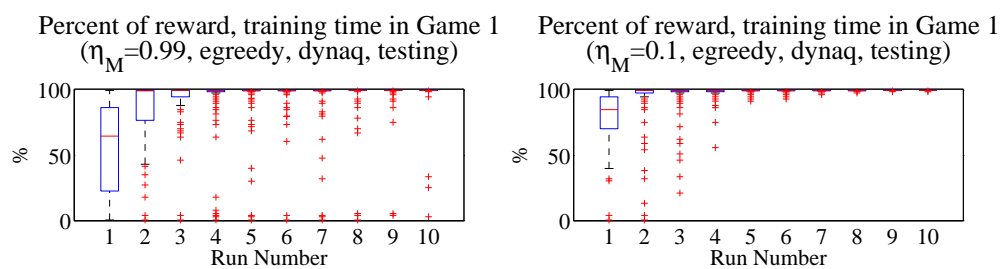 Percent of reward, training time in Game 1
(η_M=0.99, egreedy, dynaq, testing)
100
50
0
%
1 2 3 4 5 6 7 8 9 10
Run Number
Percent of reward, training time in Game 1
(η_M=0.1, egreedy, dynaq, testing)
100
50
0
%
1 2 3 4 5 6 7 8 9 10
Run Number